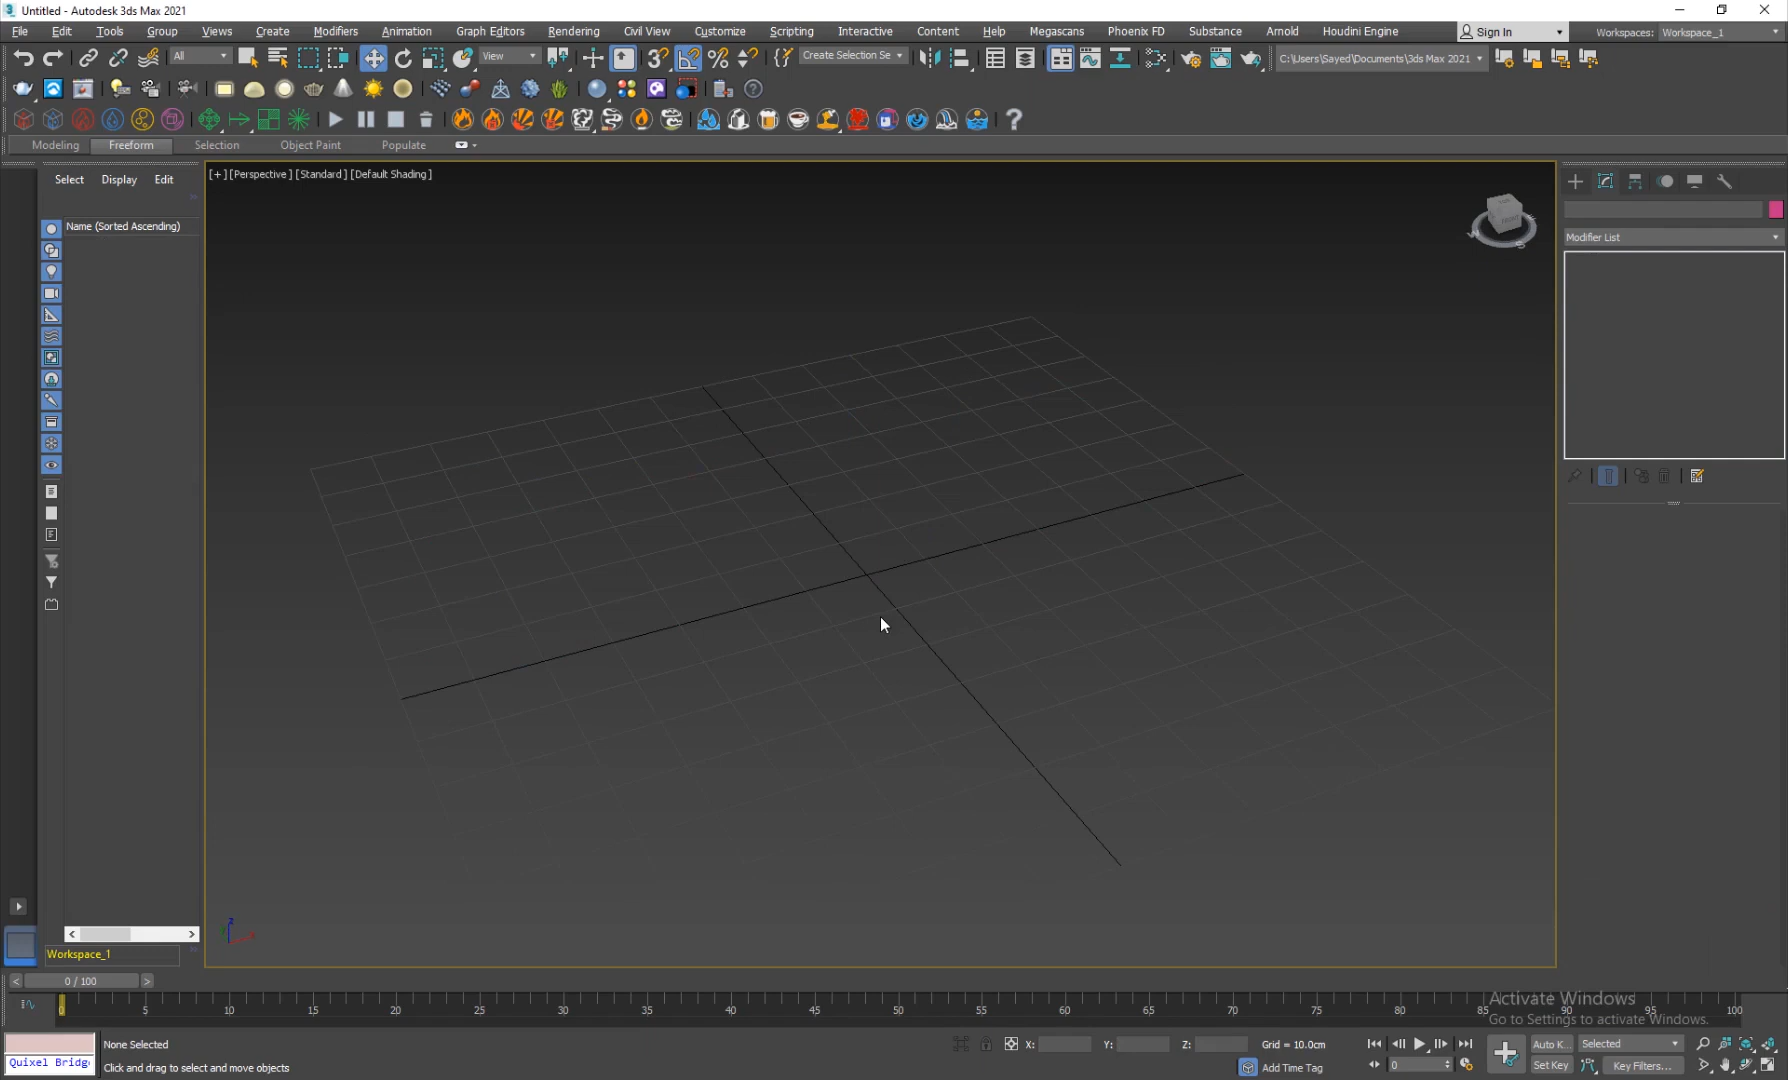 Untitled - Autodesk 3ds Max 2021
File Edit Tools Group Views Create Modifiers Animation Graph Editors Rendering Civil View Customize Scripting Interactive Content Help Megascans Phoenix FD Substance Arnold Houdini Engine Sign In Workspaces: Workspace_1
All View Create Selection Se C:\Users\Sayed\Documents\3ds Max 2021
Modeling Freeform Selection Object Paint Populate
[+] [Perspective] [Standard] [Default Shading]
Select Display Edit
Name (Sorted Ascending)
FRONT
W S
Modifier List
z
x
Workspace_1
< 0 / 100 >
0 5 10 15 20 25 30 35 40 45 50 55 60 65 70 75 80 85 90 95 100
Activate Windows
Go to Settings to activate Windows.
None Selected X: Y: Z: Grid = 10.0cm Auto K... Selected
Quixel Bridg Click and drag to select and move objects Add Time Tag 0 Set Key Key Filters...